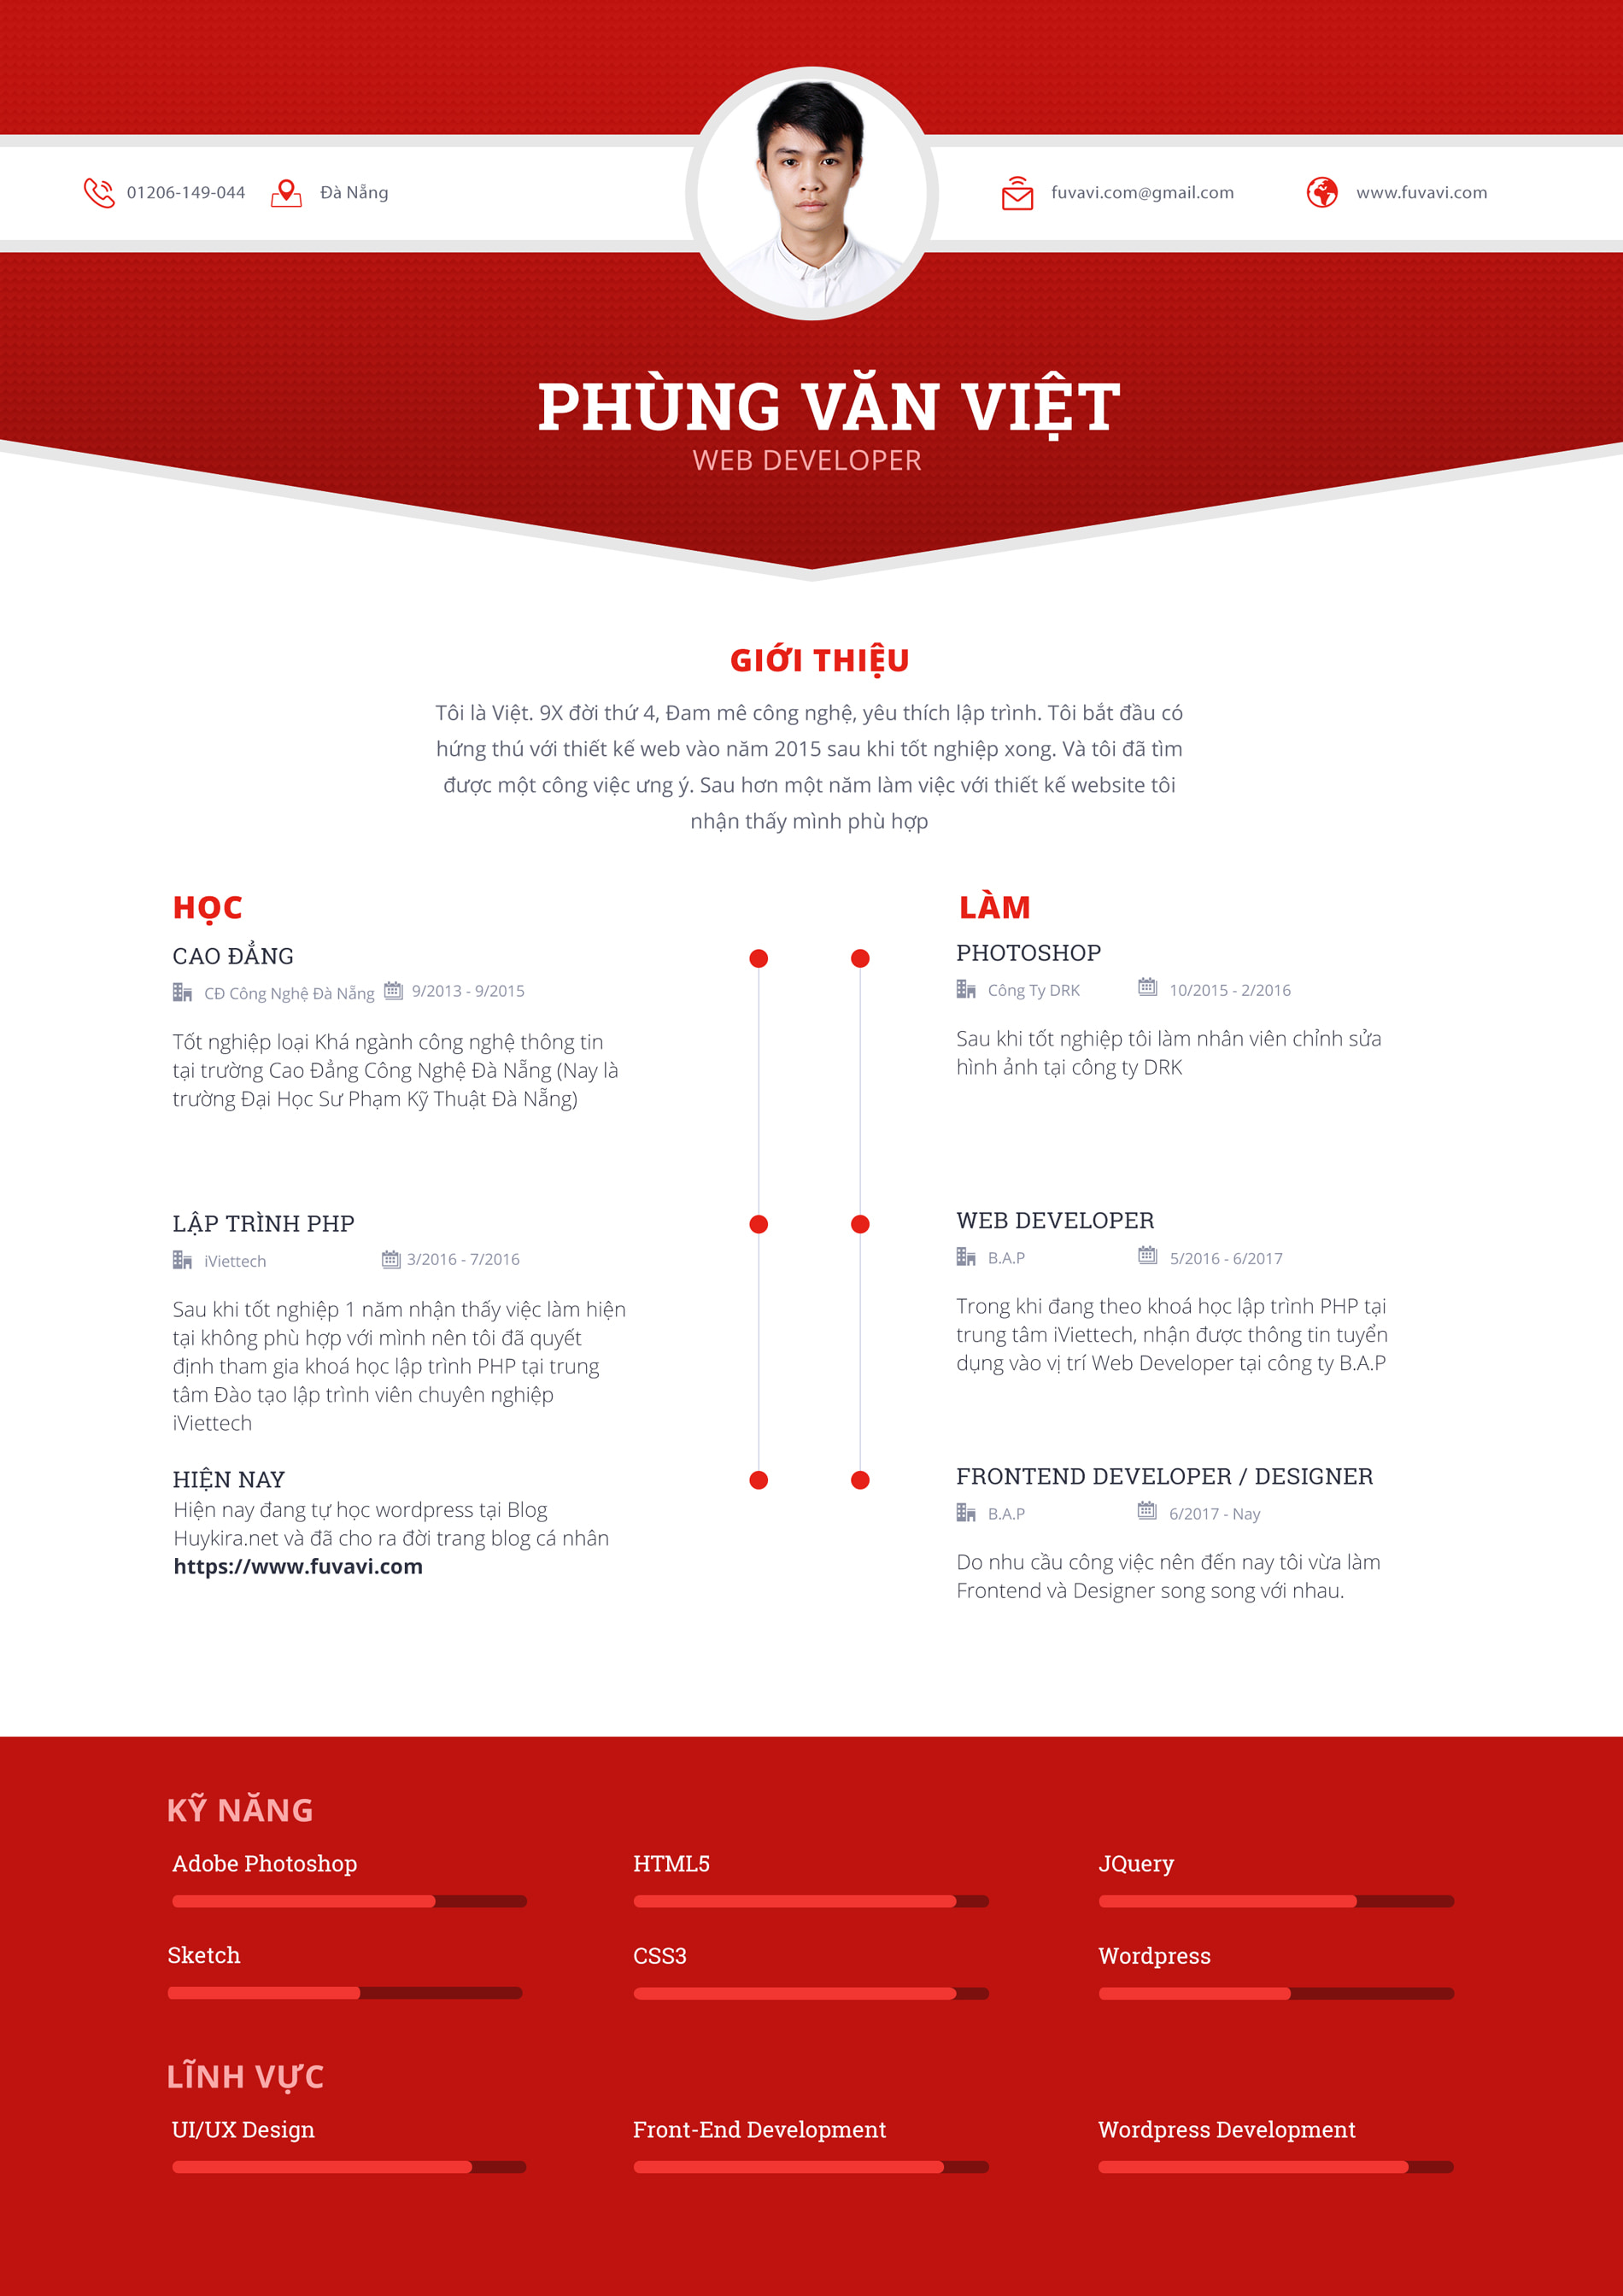 01206-149-044
Đà Nẵng
fuvavi.com@gmail.com
www.fuvavi.com
PHÙNG VĂN VIỆT
WEB DEVELOPER
GIỚI THIỆU
Tôi là Việt. 9X đời thứ 4, Đam mê công nghệ, yêu thích lập trình. Tôi bắt đầu có
hứng thú với thiết kế web vào năm 2015 sau khi tốt nghiệp xong. Và tôi đã tìm
được một công việc ưng ý. Sau hơn một năm làm việc với thiết kế website tôi
nhận thấy mình phù hợp
HỌC
CAO ĐẲNG
CĐ Công Nghệ Đà Nẵng
9/2013 - 9/2015
Tốt nghiệp loại Khá ngành công nghệ thông tin
tại trường Cao Đẳng Công Nghệ Đà Nẵng (Nay là
trường Đại Học Sư Phạm Kỹ Thuật Đà Nẵng)
LẬP TRÌNH PHP
iViettech
3/2016 - 7/2016
Sau khi tốt nghiệp 1 năm nhận thấy việc làm hiện
tại không phù hợp với mình nên tôi đã quyết
định tham gia khoá học lập trình PHP tại trung
tâm Đào tạo lập trình viên chuyên nghiệp
iViettech
HIỆN NAY
Hiện nay đang tự học wordpress tại Blog
Huykira.net và đã cho ra đời trang blog cá nhân
https://www.fuvavi.com
LÀM
PHOTOSHOP
Công Ty DRK
10/2015 - 2/2016
Sau khi tốt nghiệp tôi làm nhân viên chỉnh sửa
hình ảnh tại công ty DRK
WEB DEVELOPER
B.A.P
5/2016 - 6/2017
Trong khi đang theo khoá học lập trình PHP tại
trung tâm iViettech, nhận được thông tin tuyển
dụng vào vị trí Web Developer tại công ty B.A.P
FRONTEND DEVELOPER / DESIGNER
B.A.P
6/2017 - Nay
Do nhu cầu công việc nên đến nay tôi vừa làm
Frontend và Designer song song với nhau.
KỸ NĂNG
Adobe Photoshop
HTML5
JQuery
Sketch
CSS3
Wordpress
LĨNH VỰC
UI/UX Design
Front-End Development
Wordpress Development